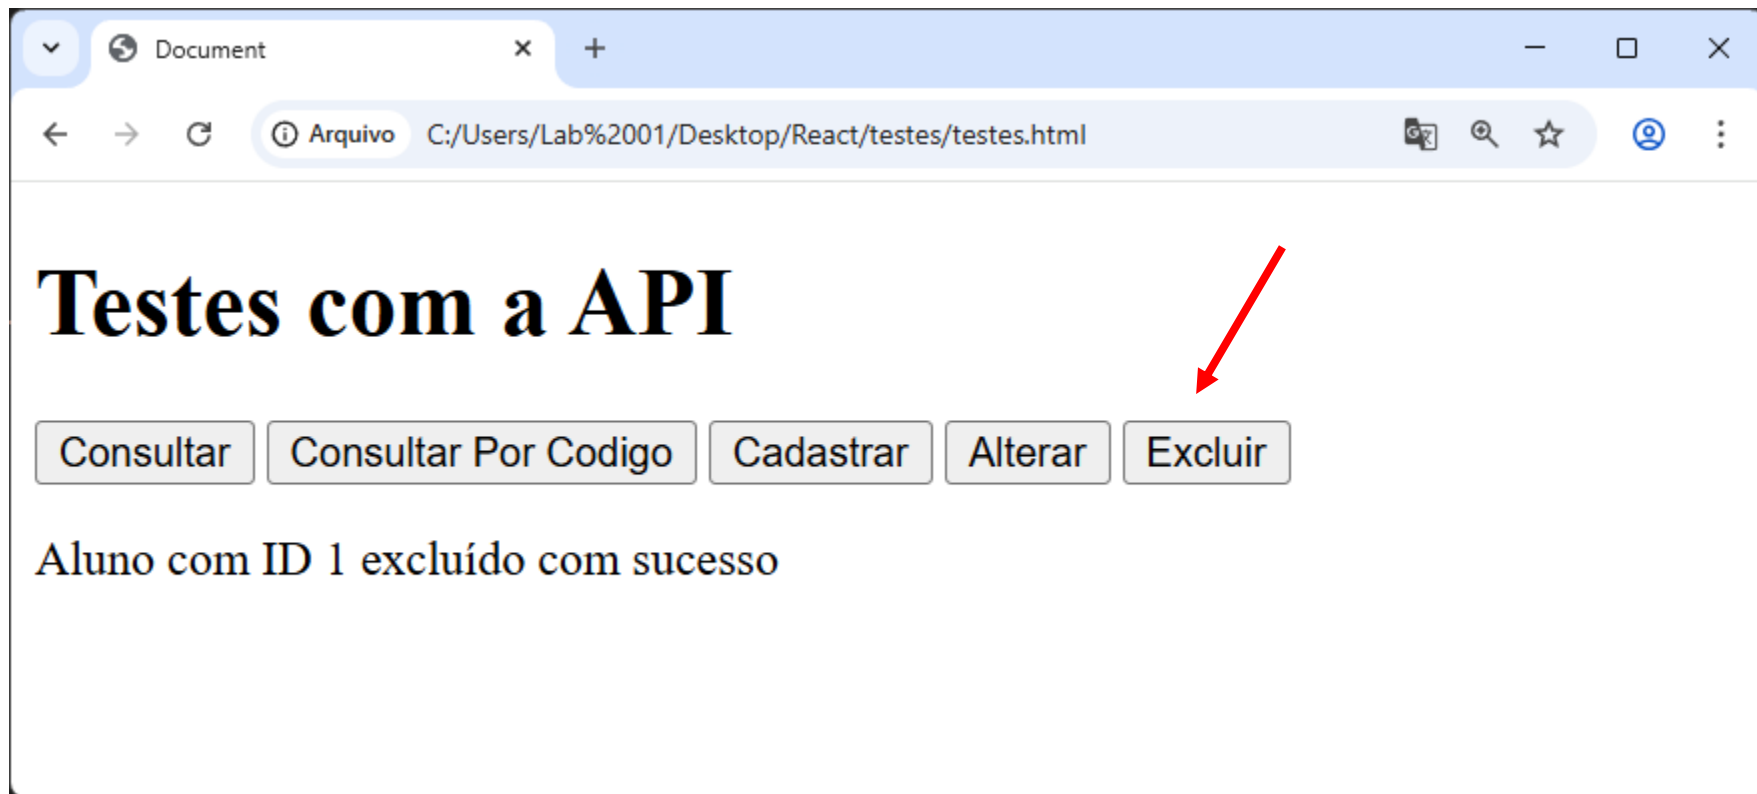 Document
Arquivo C:/Users/Lab%2001/Desktop/React/testes/testes.html
Testes com a API
Consultar Consultar Por Codigo Cadastrar Alterar Excluir
Aluno com ID 1 excluído com sucesso